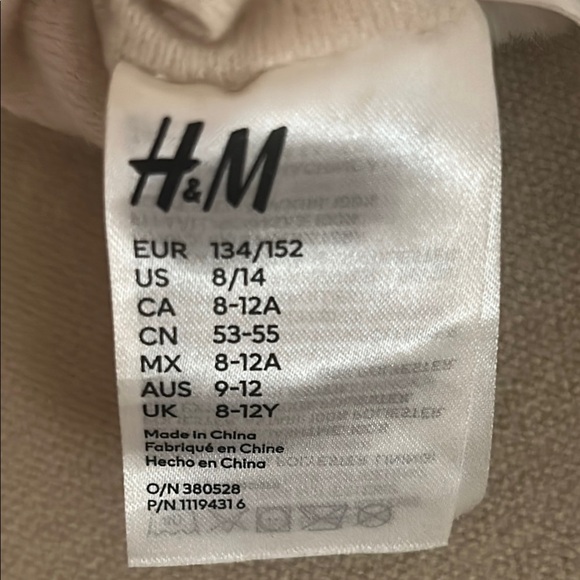 H&M
EUR 134/152
US 8/14
CA 8-12A
CN 53-55
MX 8-12A
AUS 9-12
UK 8-12Y
Made in China
Fabriqué en Chine
Hecho en China
O/N 380528
P/N 1119431 6